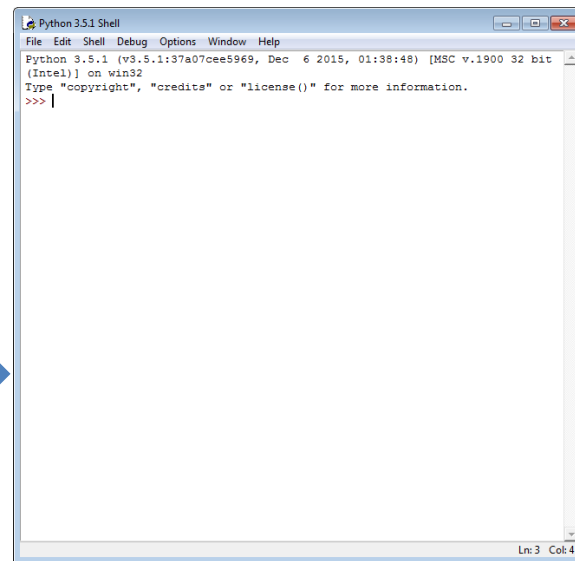 Python 3.5.1 Shell
File Edit Shell Debug Options Window Help
Python 3.5.1 (v3.5.1:37a07cee5969, Dec  6 2015, 01:38:48) [MSC v.1900 32 bit
(Intel)] on win32
Type "copyright", "credits" or "license()" for more information.
>>>
Ln: 3 Col: 4